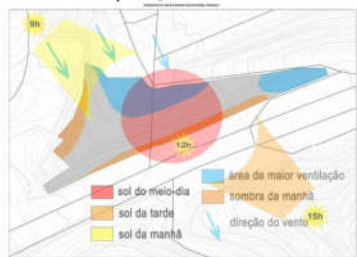 9h
12h
sol do meio-dia
sol da tarde
sol da manhã
área de maior ventilação
sombra da manhã
direção do vento
15h